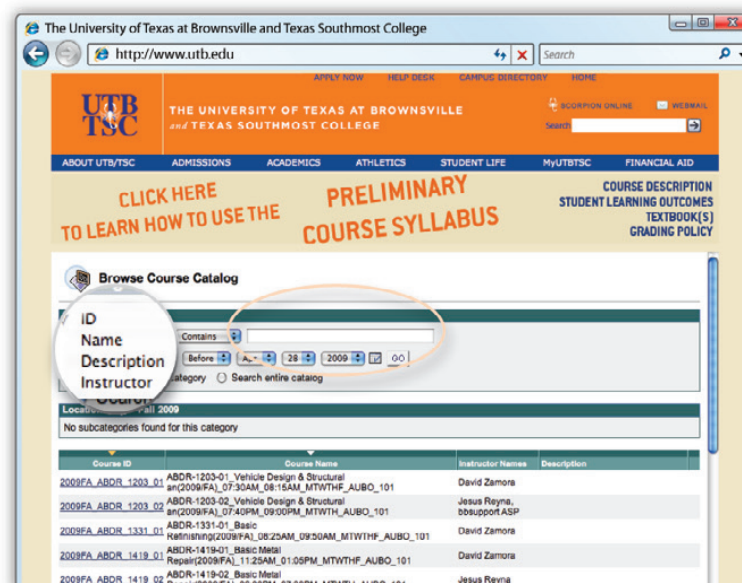 The University of Texas at Brownsville and Texas Southmost College
http://www.utb.edu
Search
APPLY NOW HELP DESK CAMPUS DIRECTORY HOME
UTB
TSC
THE UNIVERSITY OF TEXAS AT BROWNSVILLE
and TEXAS SOUTHMOST COLLEGE
SCORPION ONLINE WEBMAIL
Search
ABOUT UTB/TSC ADMISSIONS ACADEMICS ATHLETICS STUDENT LIFE MyUTBTSC FINANCIAL AID
CLICK HERE
TO LEARN HOW TO USE THE
PRELIMINARY
COURSE SYLLABUS
COURSE DESCRIPTION
STUDENT LEARNING OUTCOMES
TEXTBOOK(S)
GRADING POLICY
Browse Course Catalog
ID
Name
Description
Instructor
Contains
Before 28 2009 GO
Search entire catalog
Fall 2009
No subcategories found for this category
Course ID Course Name Instructor Names Description
2009FA_ABDR_1203_01 ABDR-1203-01_Vehicle Design & Structural
an(2009/FA)_07:30AM_08:15AM_MTWTHF_AUBO_101 David Zamora
2009FA_ABDR_1203_02 ABDR-1203-02_Vehicle Design & Structural
an(2009/FA)_07:40PM_09:00PM_MTWTH_AUBO_101 Jesus Reyna,
bbsupport ASP
2009FA_ABDR_1331_01 ABDR-1331-01_Basic
Refinishing(2009/FA)_08:25AM_09:50AM_MTWTHF_AUBO_101 David Zamora
2009FA_ABDR_1419_01 ABDR-1419-01_Basic Metal
Repair(2009/FA)_11:25AM_01:05PM_MTWTHF_AUBO_101 David Zamora
2009FA_ABDR_1419_02 ABDR-1419-02_Basic Metal
Jesus Reyna